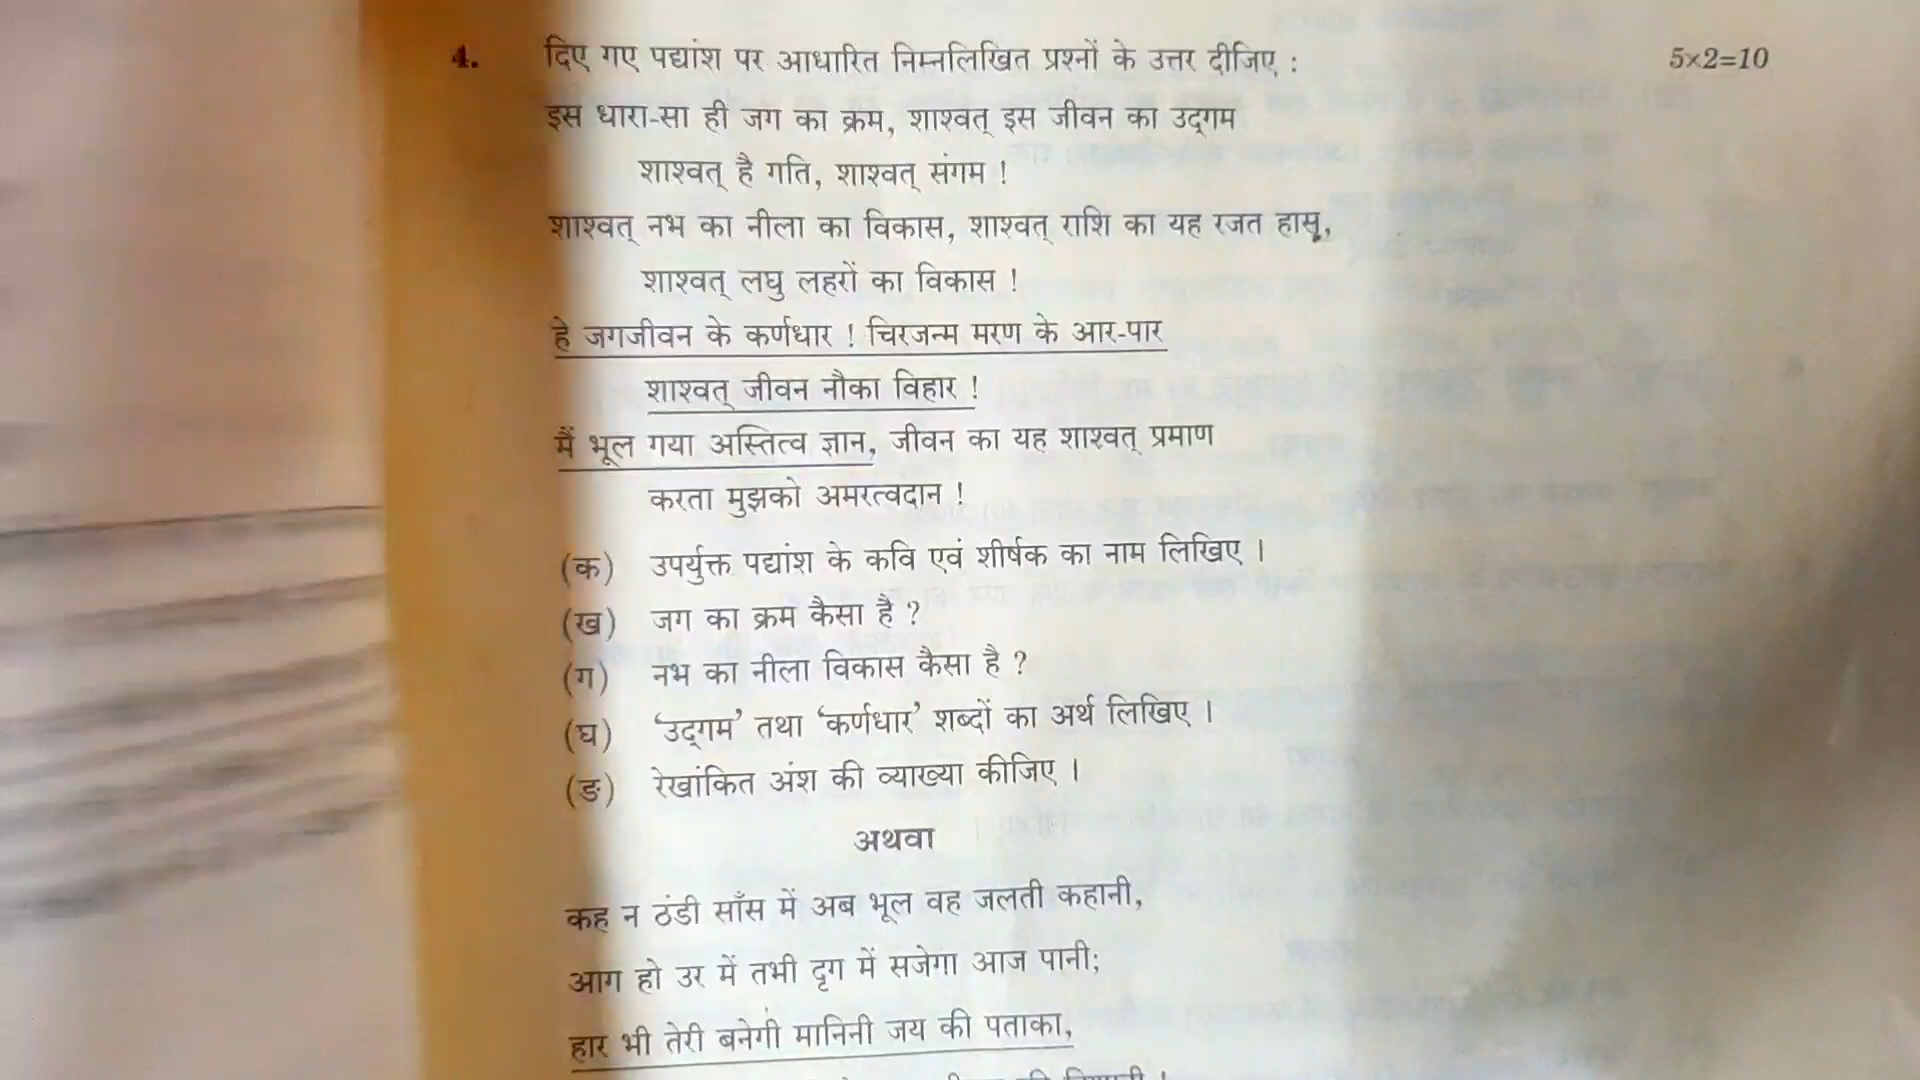 4. दिए गए पद्यांश पर आधारित निम्नलिखित प्रश्नों के उत्तर दीजिए : 5×2=10
इस धारा-सा ही जग का क्रम, शाश्वत् इस जीवन का उद्‌गम
शाश्वत् है गति, शाश्वत् संगम !
शाश्वत् नभ का नीला का विकास, शाश्वत् राशि का यह रजत हासृ,
शाश्वत् लघु लहरों का विकास !
हे जगजीवन के कर्णधार ! चिरजन्म मरण के आर-पार
शाश्वत् जीवन नौका विहार !
मैं भूल गया अस्तित्व ज्ञान, जीवन का यह शाश्वत् प्रमाण
करता मुझको अमरत्वदान !
(क) उपर्युक्त पद्यांश के कवि एवं शीर्षक का नाम लिखिए ।
(ख) जग का क्रम कैसा है ?
(ग) नभ का नीला विकास कैसा है ?
(घ) ‘उद्‌गम’ तथा ‘कर्णधार’ शब्दों का अर्थ लिखिए ।
(ङ) रेखांकित अंश की व्याख्या कीजिए ।
अथवा
कह न ठंडी साँस में अब भूल वह जलती कहानी,
आग हो उर में तभी दृग में सजेगा आज पानी;
हार भी तेरी बनेगी मानिनी जय की पताका,